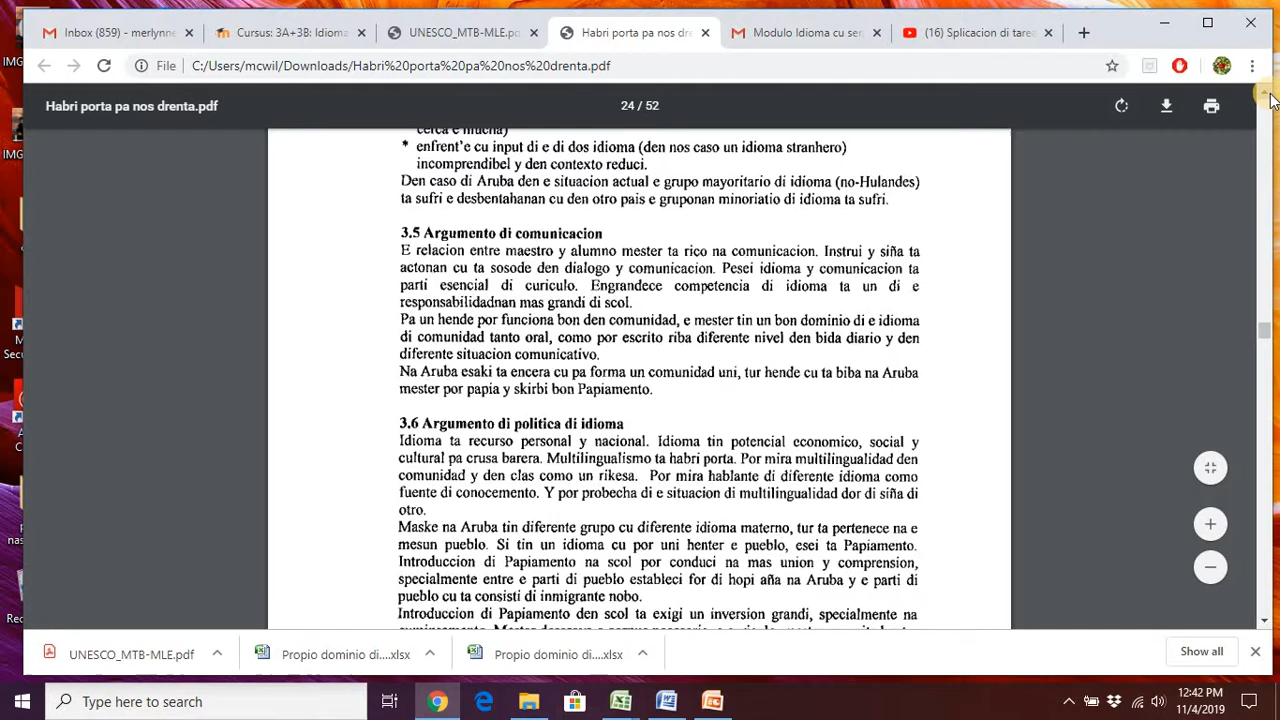 Inbox (859) - merlynne
Cursus: 3A+3B: Idioma
UNESCO_MTB-MLE.pd
Habri porta pa nos dre
Modulo Idioma cu ser
(16) Splicacion di tarea
File C:/Users/mcwil/Downloads/Habri%20porta%20pa%20nos%20drenta.pdf
Habri porta pa nos drenta.pdf
24 / 52
cerca e mucha)
* enfrent'e cu input di e di dos idioma (den nos caso un idioma stranhero)
incomprendibel y den contexto reduci.
Den caso di Aruba den e situacion actual e grupo mayoritario di idioma (no-Hulandes)
ta sufri e desbentahanan cu den otro pais e gruponan minoriatio di idioma ta sufri.
3.5 Argumento di comunicacion
E relacion entre maestro y alumno mester ta rico na comunicacion. Instrui y siña ta
actonan cu ta sosode den dialogo y comunicacion. Pesei idioma y comunicacion ta
parti esencial di curiculo. Engrandece competencia di idioma ta un di e
responsabilidadnan mas grandi di scol.
Pa un hende por funciona bon den comunidad, e mester tin un bon dominio di e idioma
di comunidad tanto oral, como por escrito riba diferente nivel den bida diario y den
diferente situacion comunicativo.
Na Aruba esaki ta encera cu pa forma un comunidad uni, tur hende cu ta biba na Aruba
mester por papia y skirbi bon Papiamento.
3.6 Argumento di politica di idioma
Idioma ta recurso personal y nacional. Idioma tin potencial economico, social y
cultural pa crusa barera. Multilingualismo ta habri porta. Por mira multilingualidad den
comunidad y den clas como un rikesa. Por mira hablante di diferente idioma como
fuente di conocemento. Y por probecha di e situacion di multilingualidad dor di siña di
otro.
Maske na Aruba tin diferente grupo cu diferente idioma materno, tur ta pertenece na e
mesun pueblo. Si tin un idioma cu por uni henter e pueblo, esei ta Papiamento.
Introduccion di Papiamento na scol por conduci na mas union y comprension,
specialmente entre e parti di pueblo estableci for di hopi aña na Aruba y e parti di
pueblo cu ta consisti di inmigrante nobo.
Introduccion di Papiamento den scol ta exigi un inversion grandi, specialmente na
UNESCO_MTB-MLE.pdf
Propio dominio di....xlsx
Propio dominio di....xlsx
Show all
Type here to search
12:42 PM
11/4/2019
IMG
IMG
Mc
Secu
A
C
pa
nas
Rec